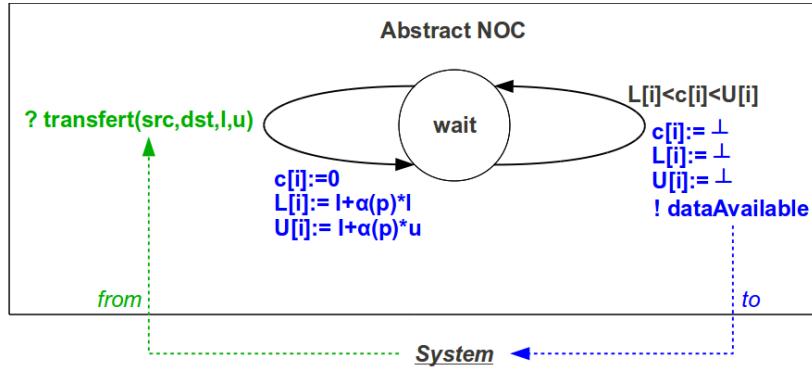 Abstract NOC
? transfert(src,dst,l,u)
wait
L[i]<c[i]<U[i]
c[i]:= ⊥
L[i]:= ⊥
U[i]:= ⊥
! dataAvailable
c[i]:=0
L[i]:= l+α(p)*l
U[i]:= l+α(p)*u
from
to
System